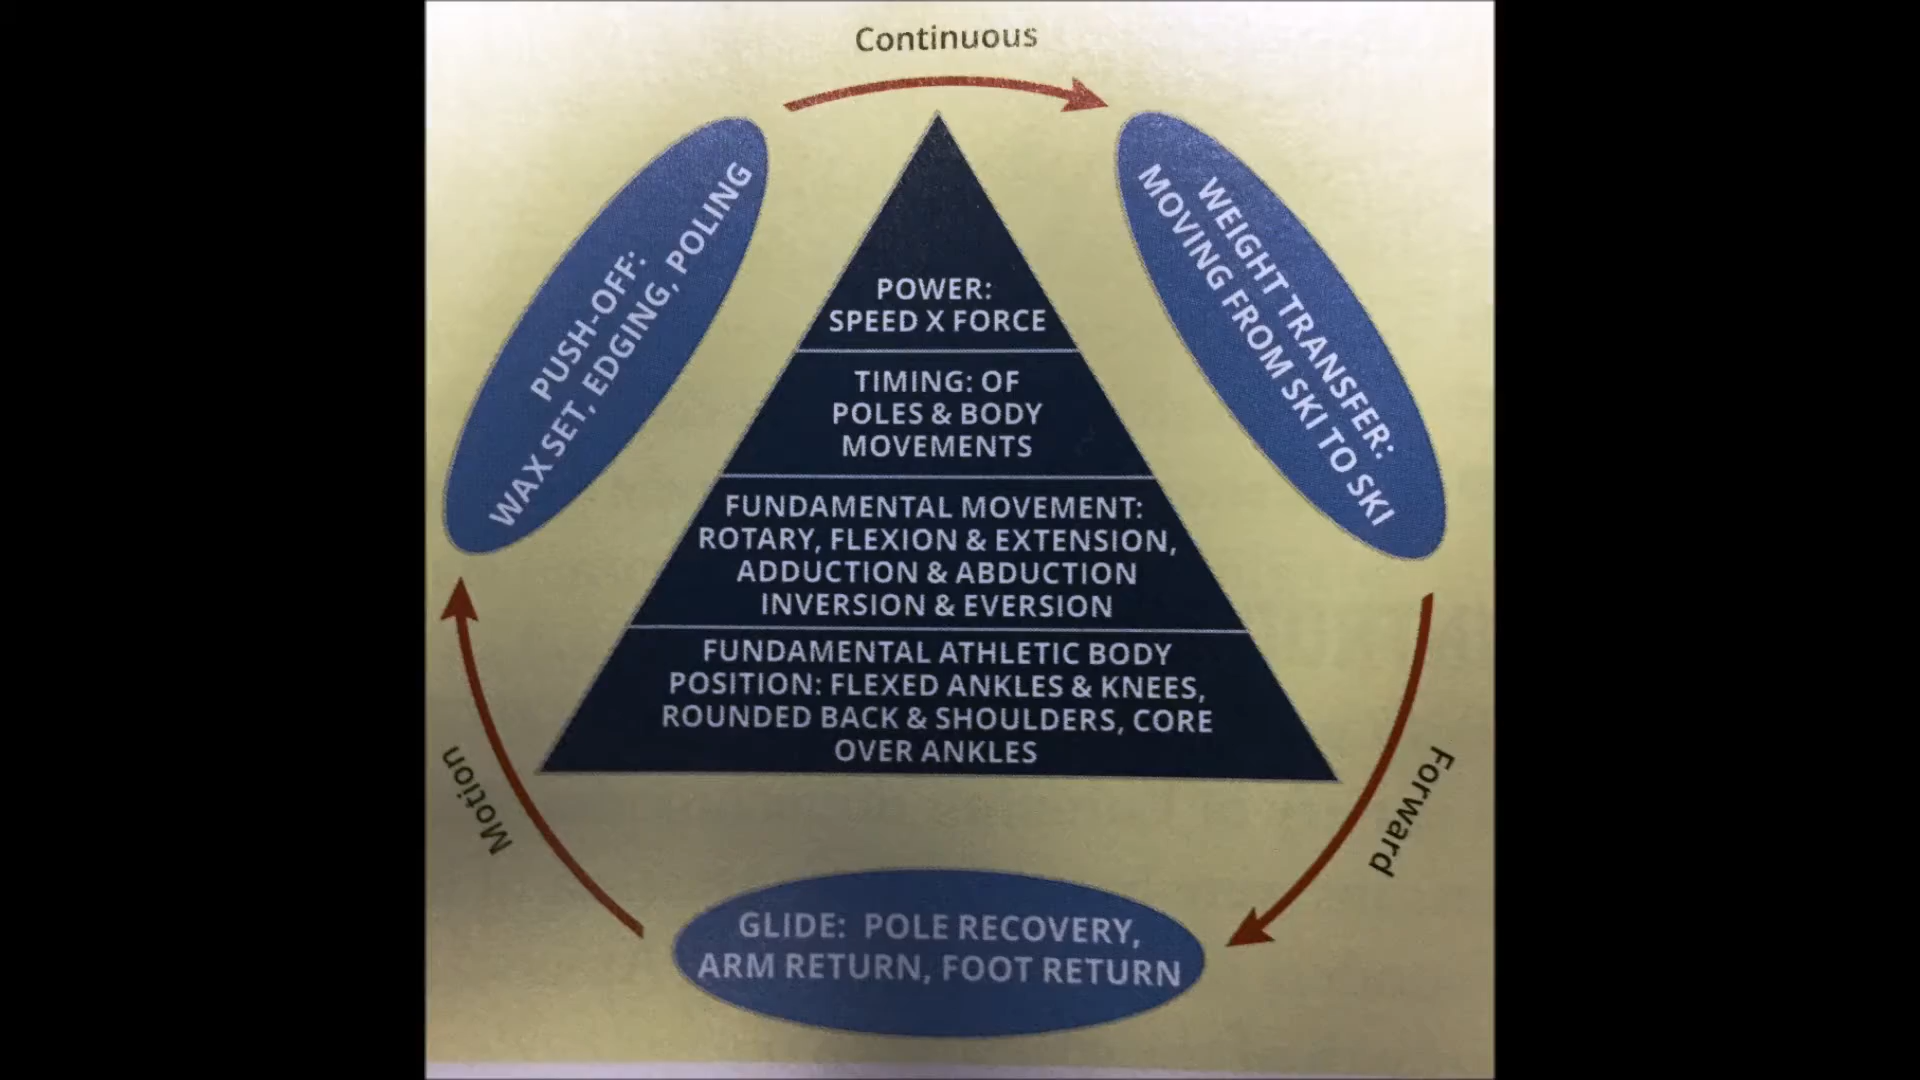 Continuous
PUSH-OFF:
WAX SET, EDGING, POLING
WEIGHT TRANSFER:
MOVING FROM SKI TO SKI
POWER:
SPEED X FORCE
TIMING: OF
POLES & BODY
MOVEMENTS
FUNDAMENTAL MOVEMENT:
ROTARY, FLEXION & EXTENSION,
ADDUCTION & ABDUCTION
INVERSION & EVERSION
FUNDAMENTAL ATHLETIC BODY
POSITION: FLEXED ANKLES & KNEES,
ROUNDED BACK & SHOULDERS, CORE
OVER ANKLES
Motion
Forward
GLIDE: POLE RECOVERY,
ARM RETURN, FOOT RETURN